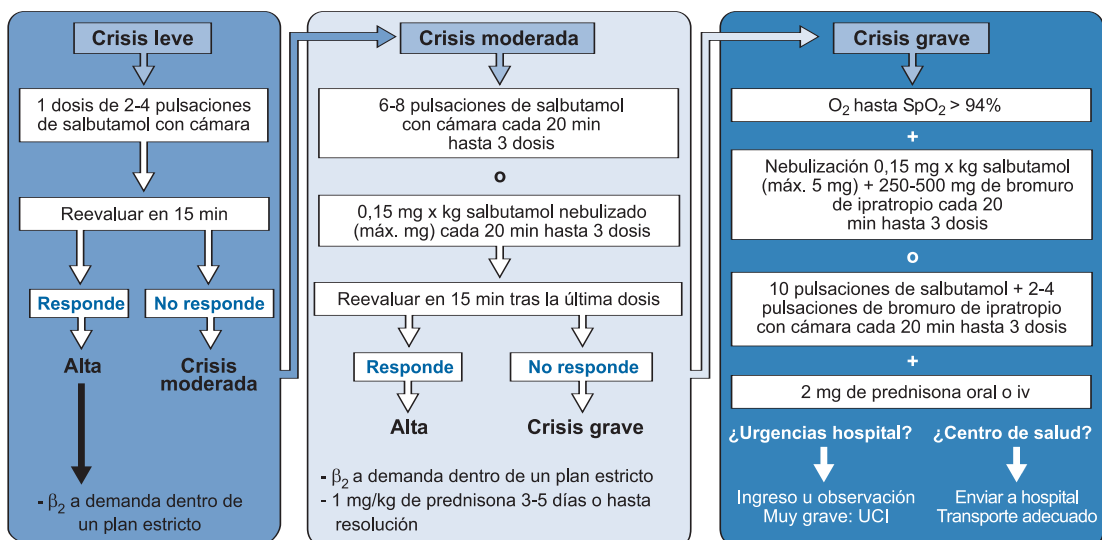 Crisis leve
1 dosis de 2-4 pulsaciones
de salbutamol con cámara
Reevaluar en 15 min
Responde
No responde
Alta
Crisis
moderada
- β₂ a demanda dentro de
un plan estricto
Crisis moderada
6-8 pulsaciones de salbutamol
con cámara cada 20 min
hasta 3 dosis
o
0,15 mg x kg salbutamol nebulizado
(máx. mg) cada 20 min hasta 3 dosis
Reevaluar en 15 min tras la última dosis
Responde
No responde
Alta
Crisis grave
- β₂ a demanda dentro de un plan estricto
- 1 mg/kg de prednisona 3-5 días o hasta
resolución
Crisis grave
O₂ hasta SpO₂ > 94%
+
Nebulización 0,15 mg x kg salbutamol
(máx. 5 mg) + 250-500 mg de bromuro
de ipratropio cada 20
min hasta 3 dosis
o
10 pulsaciones de salbutamol + 2-4
pulsaciones de bromuro de ipratropio
con cámara cada 20 min hasta 3 dosis
+
2 mg de prednisona oral o iv
¿Urgencias hospital?
¿Centro de salud?
Ingreso u observación
Muy grave: UCI
Enviar a hospital
Transporte adecuado